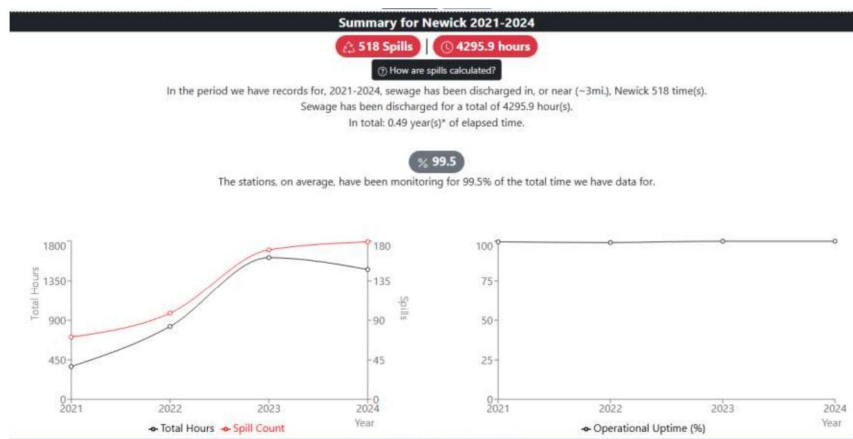 Summary for Newick 2021-2024
518 Spills | 4295.9 hours
How are spills calculated?
In the period we have records for, 2021-2024, sewage has been discharged in, or near (~3mi.), Newick 518 time(s).
Sewage has been discharged for a total of 4295.9 hour(s).
In total: 0.49 year(s)* of elapsed time.
% 99.5
The stations, on average, have been monitoring for 99.5% of the total time we have data for.
Total Hours
1800
1350
900
450
0
180
135
90
45
0
Spills
2021 2022 2023 2024
Year
Total Hours Spill Count
100
75
50
25
0
2021 2022 2023 2024
Year
Operational Uptime (%)